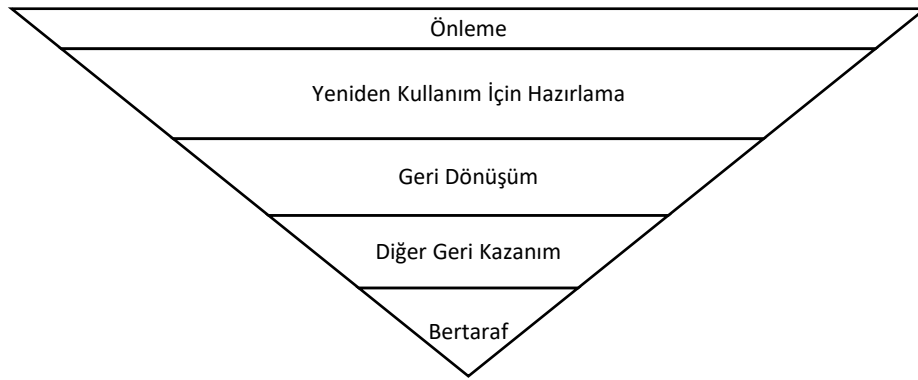 Önleme
Yeniden Kullanım İçin Hazırlama
Geri Dönüşüm
Diğer Geri Kazanım
Bertaraf